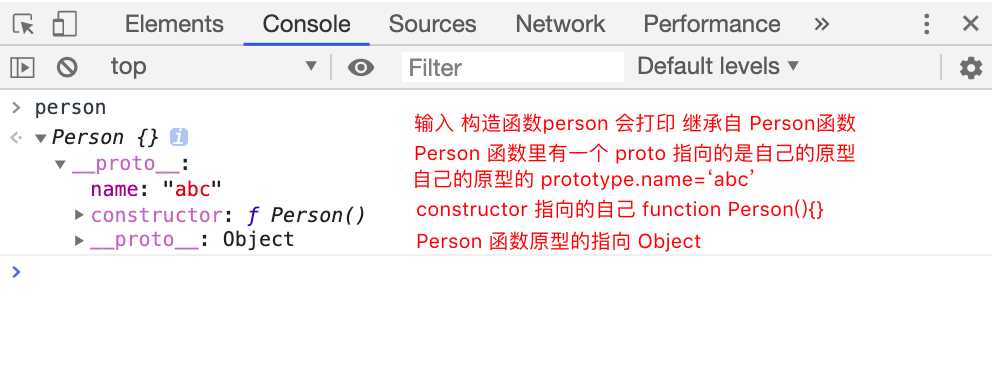 Elements Console Sources Network Performance »
top Filter Default levels
person 输入 构造函数person 会打印 继承自 Person函数
Person {} i
Person 函数里有一个 proto 指向的是自己的原型
__proto__:
自己的原型的 prototype.name=‘abc’
name: "abc"
constructor: ƒ Person() constructor 指向的自己 function Person(){}
__proto__: Object Person 函数原型的指向 Object